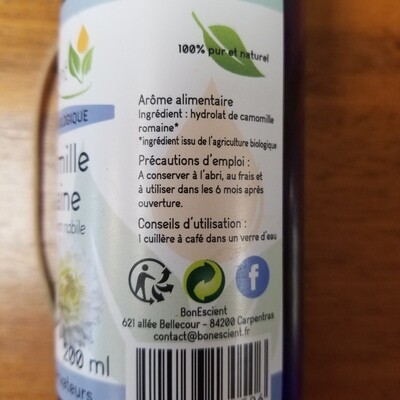 100% pur et naturel
Arôme alimentaire
Ingrédient : hydrolat de camomille
romaine*
*ingrédient issu de l'agriculture biologique
Précautions d'emploi :
A conserver à l'abri, au frais et
à utiliser dans les 6 mois après
ouverture.
Conseils d'utilisation :
1 cuillère à café dans un verre d'eau
BonEscient
621 allée Bellecour - 84200 Carpentras
contact@bonescient.fr
OGIQUE
mille
aine
nobile
200 ml